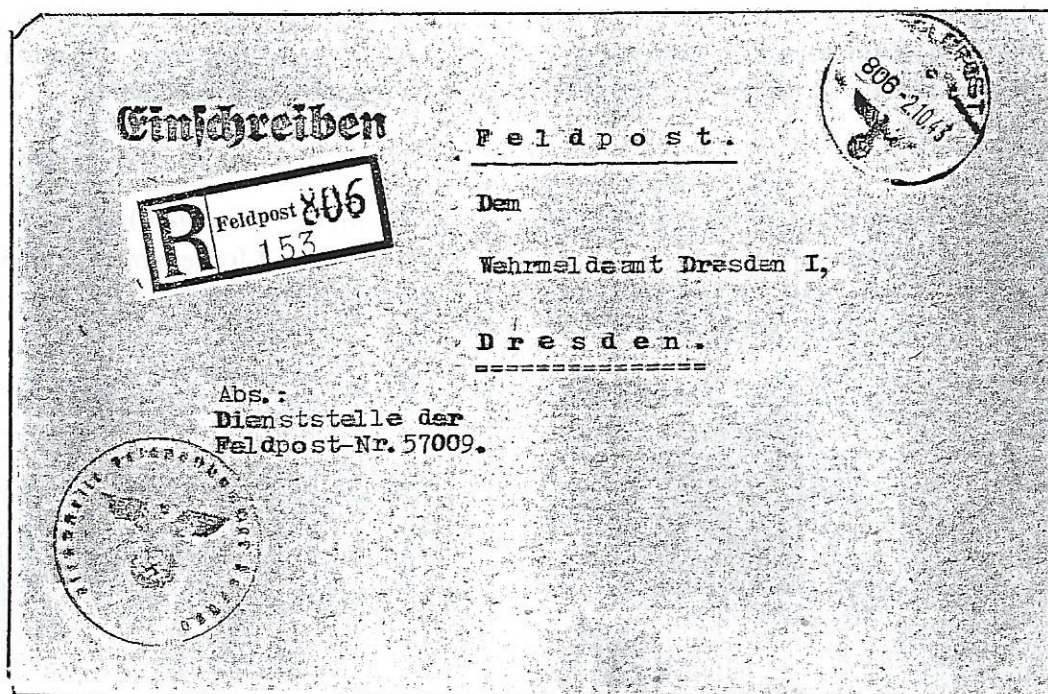 Einschreiben
R
Feldpost 806
153
FELDPOST
806 -2.10.43
Feldpost.
Dem
Wehrmeldeamt Dresden I,
Dresden.
Abs.:
Dienststelle der
Feldpost-Nr. 57009.